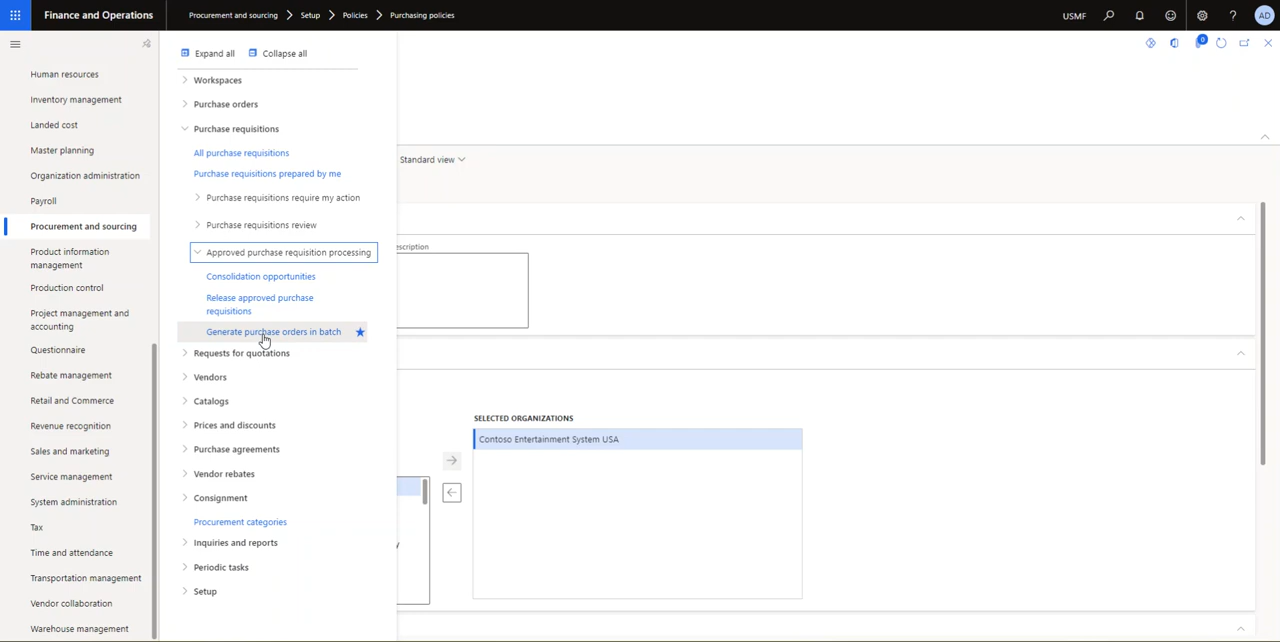 Finance and Operations
Procurement and sourcing > Setup > Policies > Purchasing policies
USMF
?
AD
0
Human resources
Inventory management
Landed cost
Master planning
Organization administration
Payroll
Procurement and sourcing
Product information
management
Production control
Project management and
accounting
Questionnaire
Rebate management
Retail and Commerce
Revenue recognition
Sales and marketing
Service management
System administration
Tax
Time and attendance
Transportation management
Vendor collaboration
Warehouse management
Expand all
Collapse all
Workspaces
Purchase orders
Purchase requisitions
All purchase requisitions
Purchase requisitions prepared by me
Purchase requisitions require my action
Purchase requisitions review
Approved purchase requisition processing
Consolidation opportunities
Release approved purchase
requisitions
Generate purchase orders in batch
Requests for quotations
Vendors
Catalogs
Prices and discounts
Purchase agreements
Vendor rebates
Consignment
Procurement categories
Inquiries and reports
Periodic tasks
Setup
Standard view
escription
SELECTED ORGANIZATIONS
Contoso Entertainment System USA
y